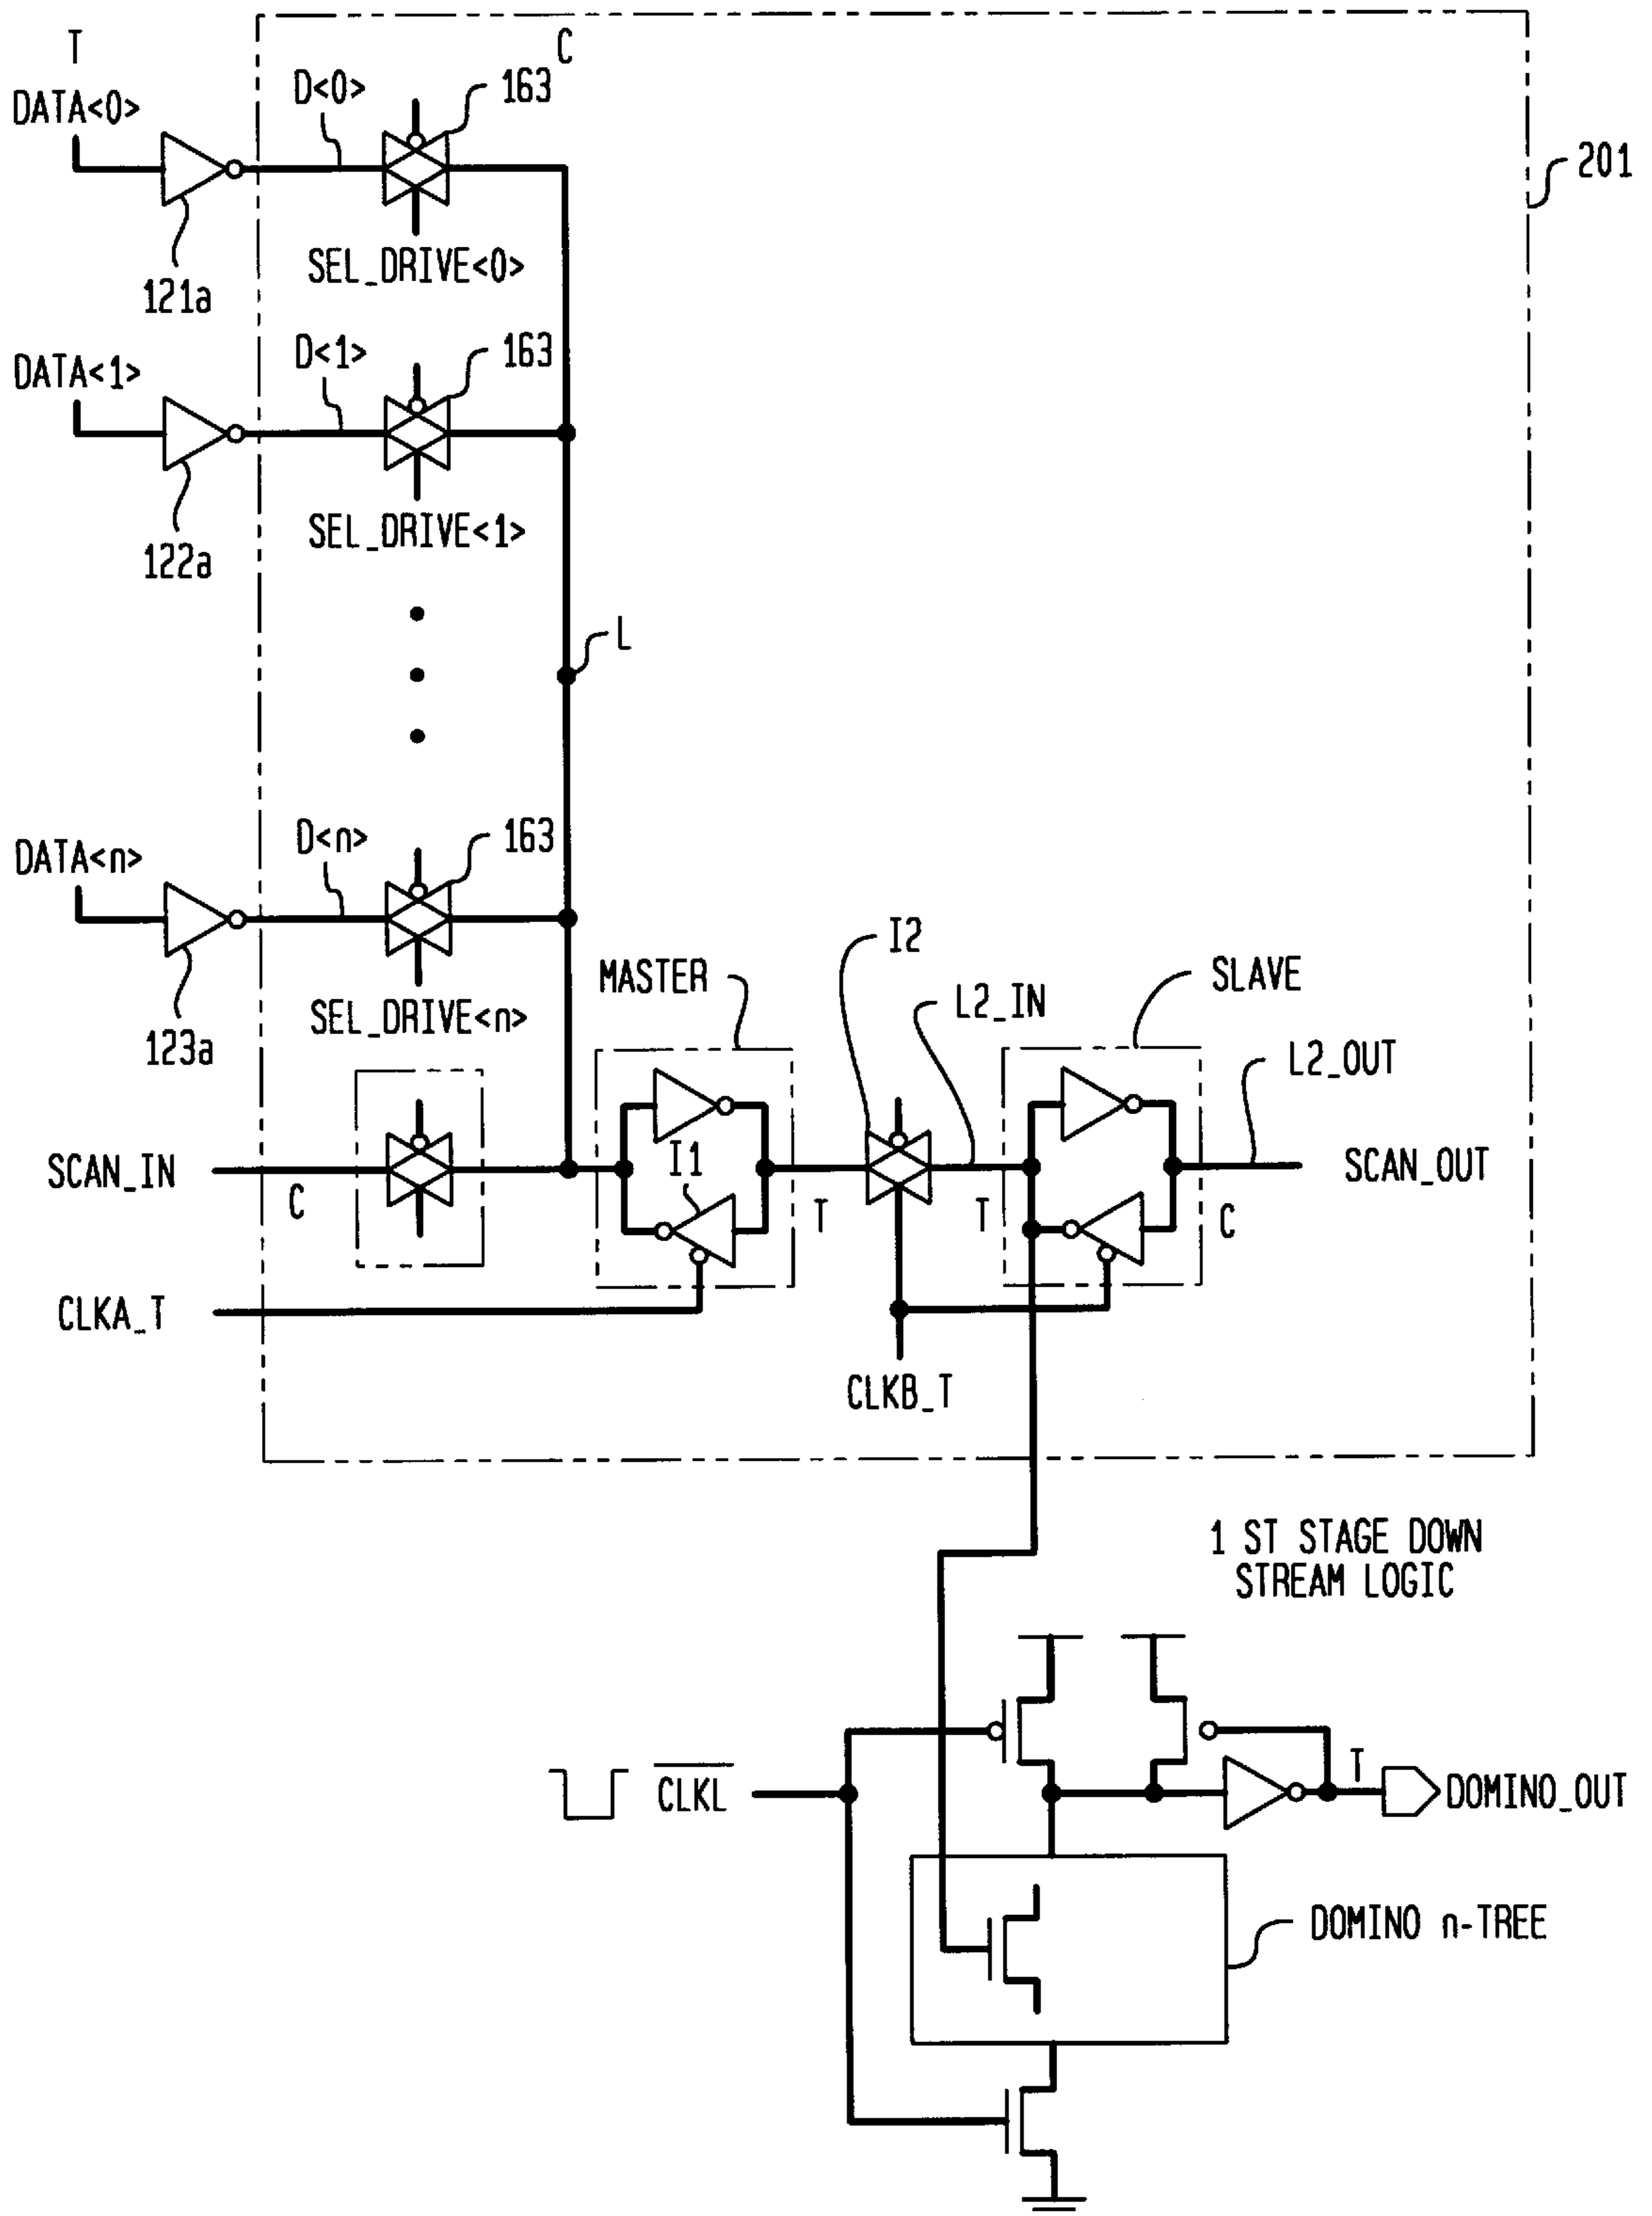 T
C
DATA<0>
D<0>
163
201
121a
SEL_DRIVE<0>
DATA<1>
D<1>
163
122a
SEL_DRIVE<1>
L
DATA<n>
D<n>
163
123a
SEL_DRIVE<n>
MASTER
I2
L2_IN
SLAVE
L2_OUT
SCAN_IN
C
I1
T
T
C
SCAN_OUT
CLKA_T
CLKB_T
1 ST STAGE DOWN
STREAM LOGIC
CLKL
T
DOMINO_OUT
DOMINO n-TREE